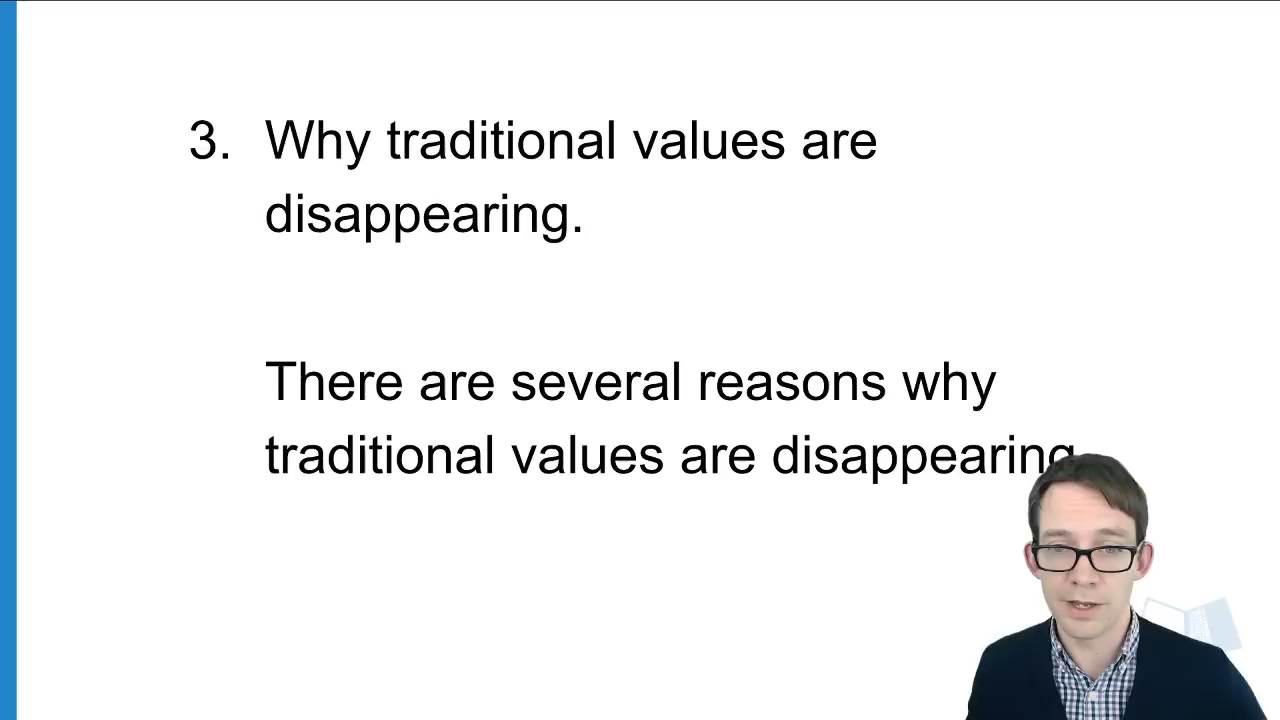 3. Why traditional values are
disappearing.
There are several reasons why
traditional values are disappearing